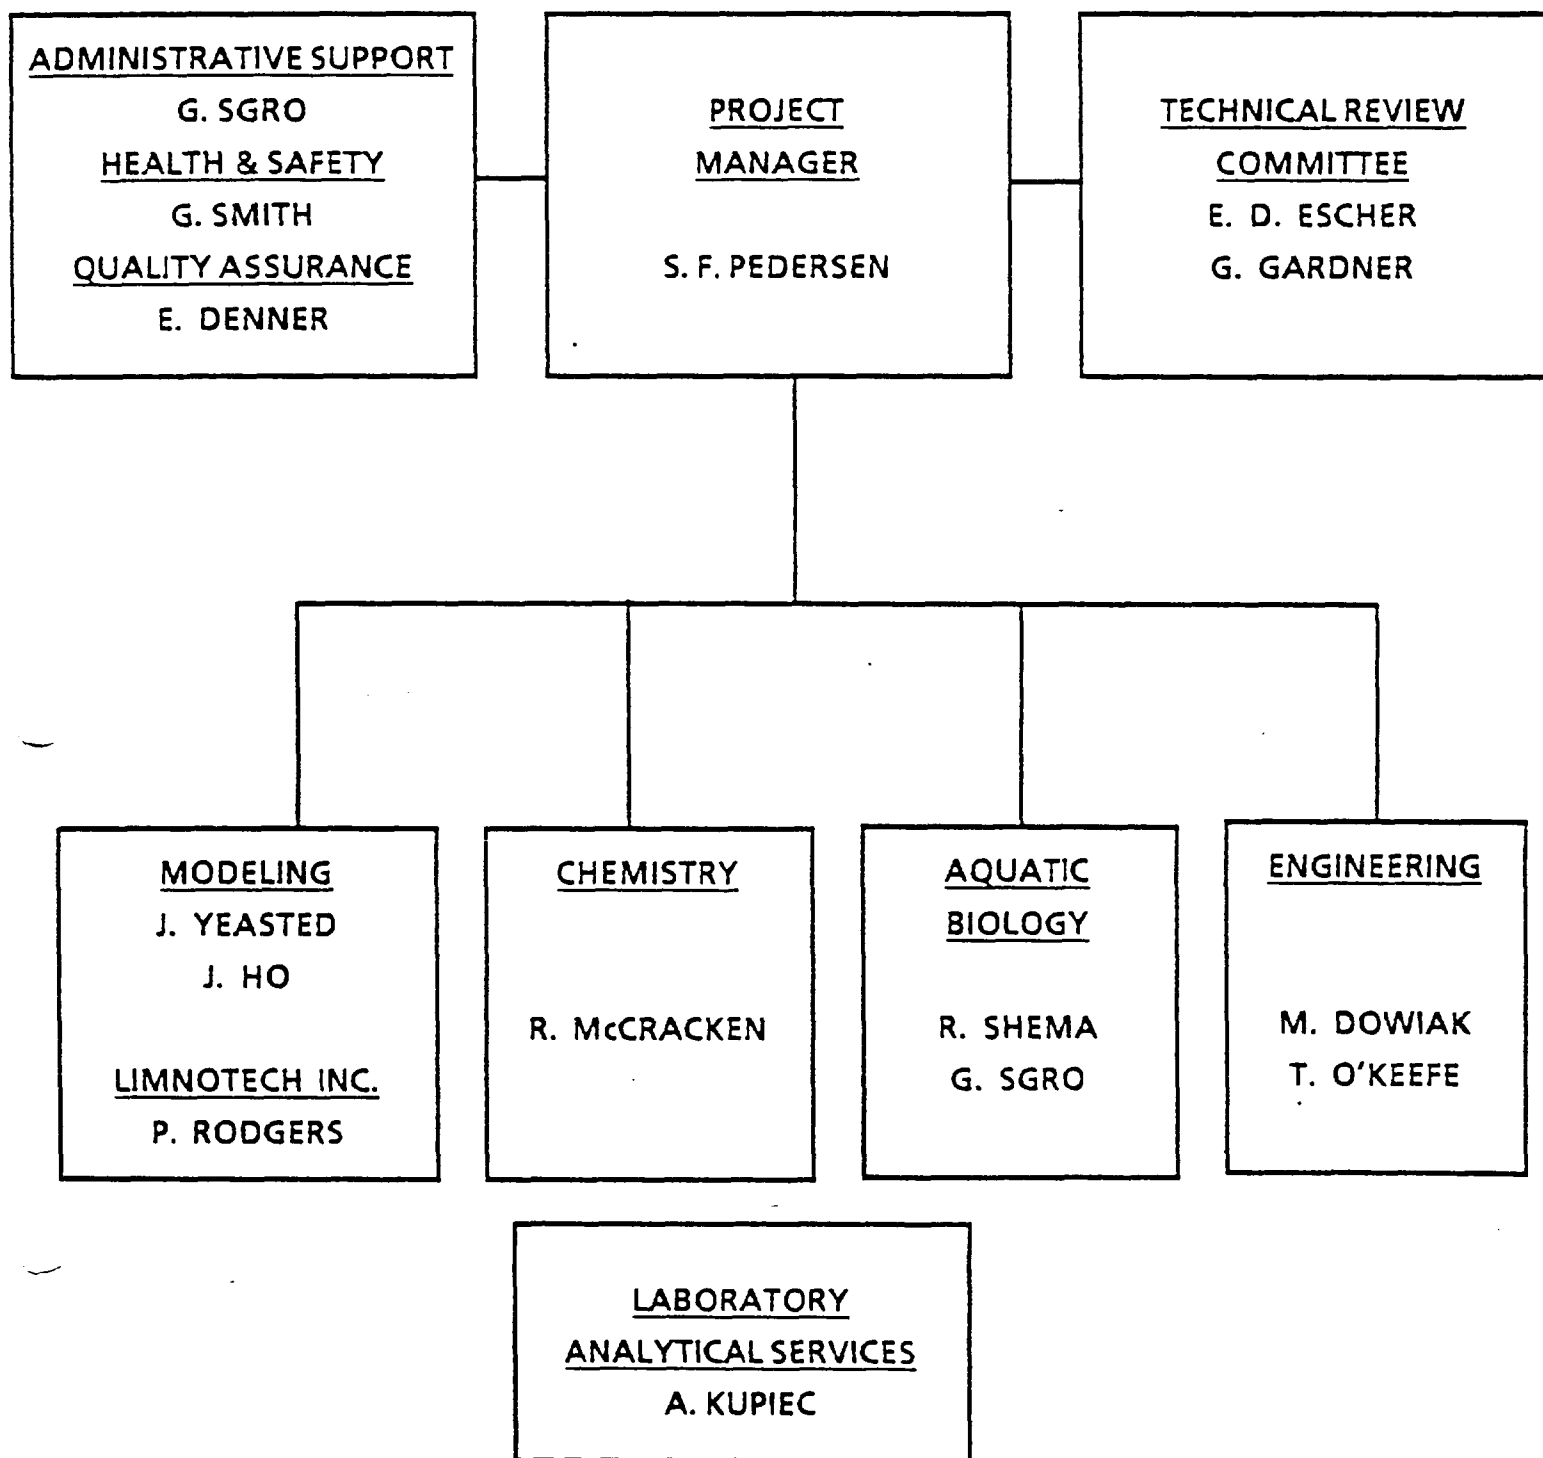 ADMINISTRATIVE SUPPORT
G. SGRO
HEALTH & SAFETY
G. SMITH
QUALITY ASSURANCE
E. DENNER
PROJECT
MANAGER
S. F. PEDERSEN
TECHNICAL REVIEW
COMMITTEE
E. D. ESCHER
G. GARDNER
MODELING
J. YEASTED
J. HO
LIMNOTECH INC.
P. RODGERS
CHEMISTRY
R. McCRACKEN
AQUATIC
BIOLOGY
R. SHEMA
G. SGRO
ENGINEERING
M. DOWIAK
T. O'KEEFE
LABORATORY
ANALYTICAL SERVICES
A. KUPIEC